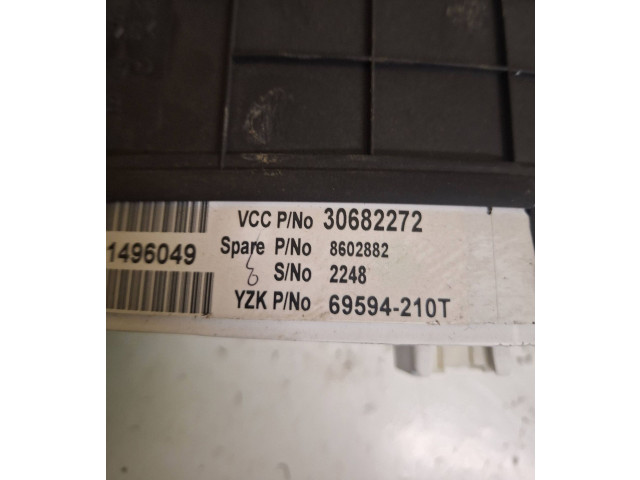 VCC P/No 30682272
1496049
Spare P/No 8602882
S/No 2248
YZK P/No 69594-210T